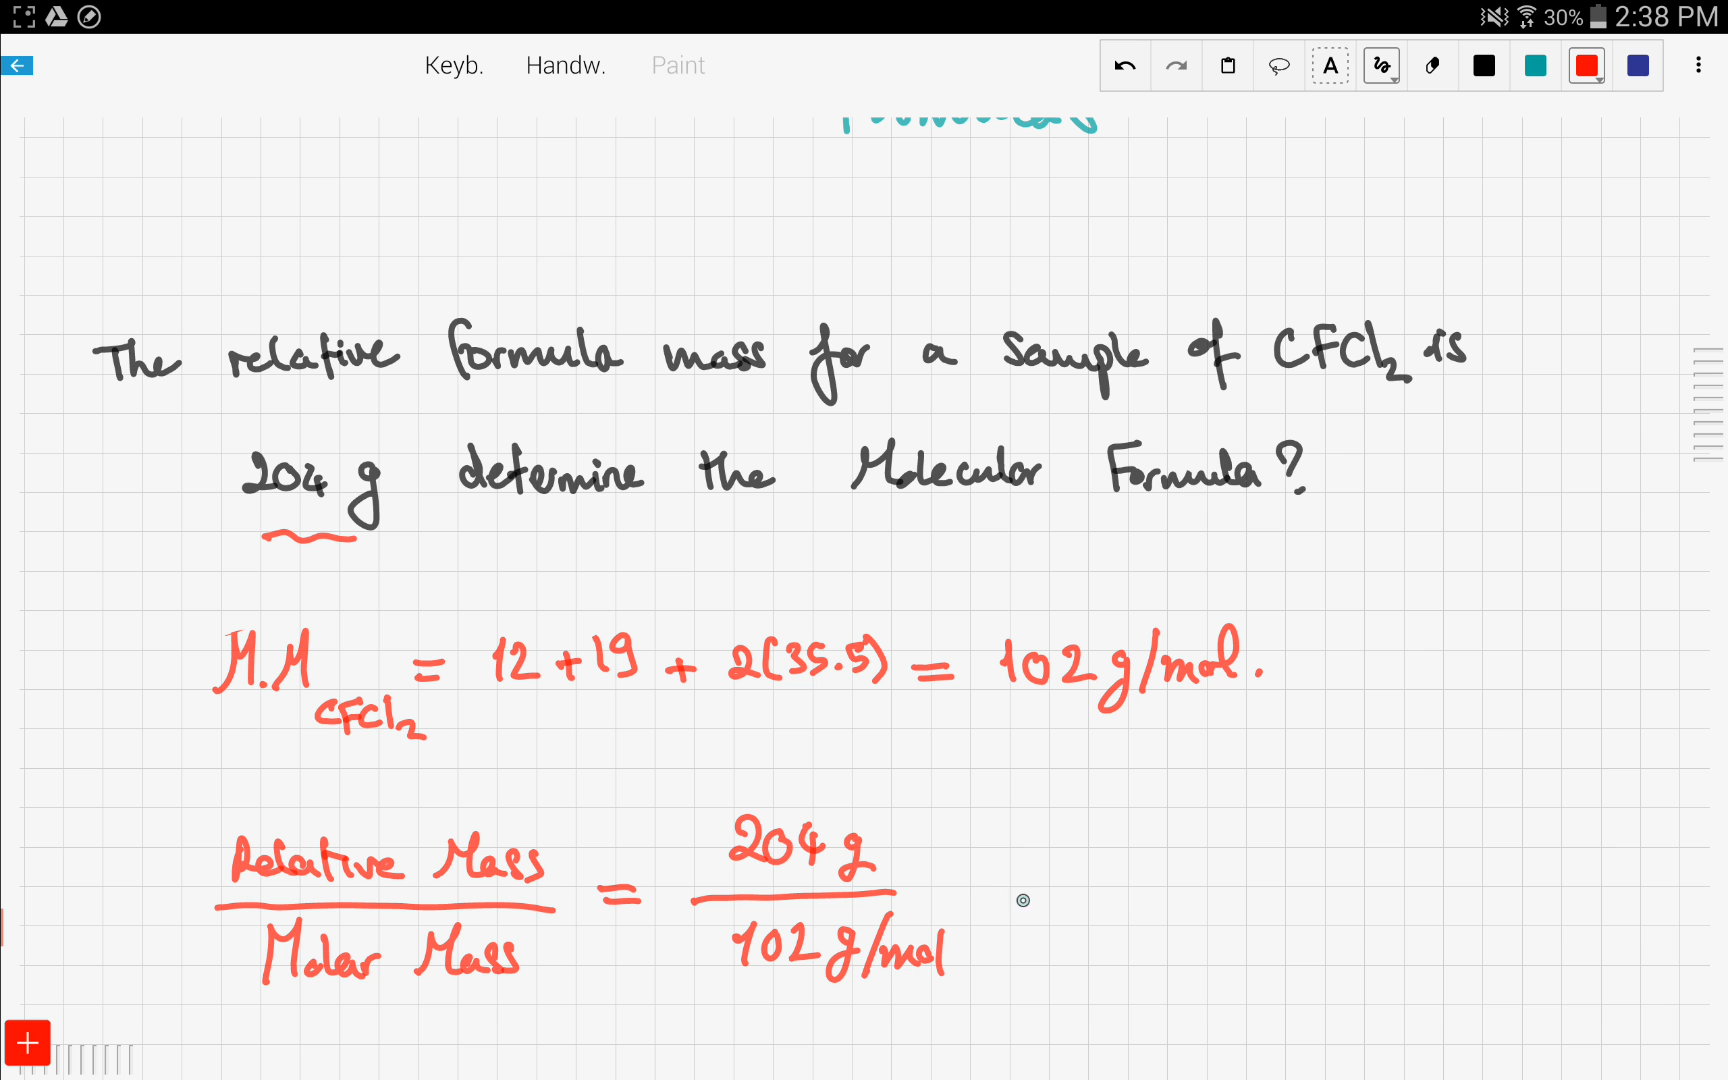 30% 2:38 PM
Keyb. Handw. Paint A
The relative formula mass for a sample of CFCl₂ is
204 g determine the Molecular Formula?
M.M CFCl₂ = 12 + 19 + 2(35.5) = 102 g/mol.
Relative Mass / Molar Mass = 204 g / 102 g/mol